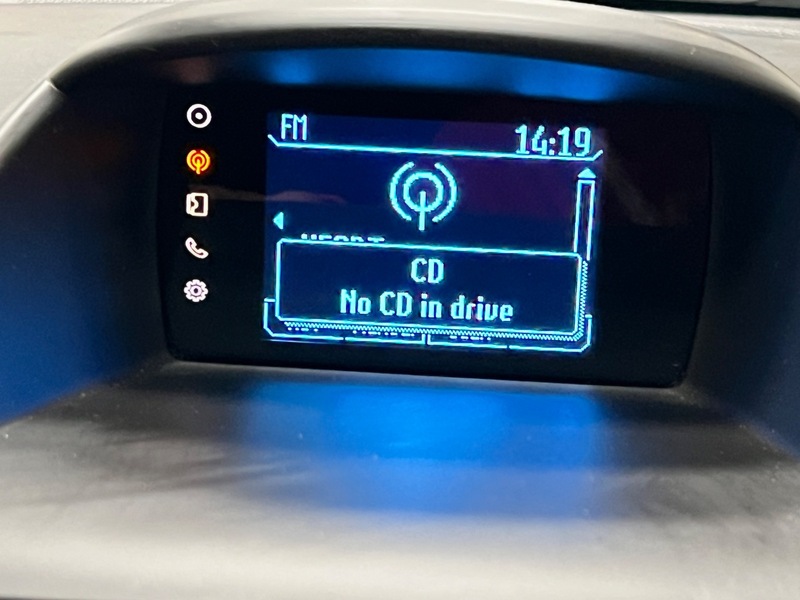 FM
14:19
CD
No CD in drive